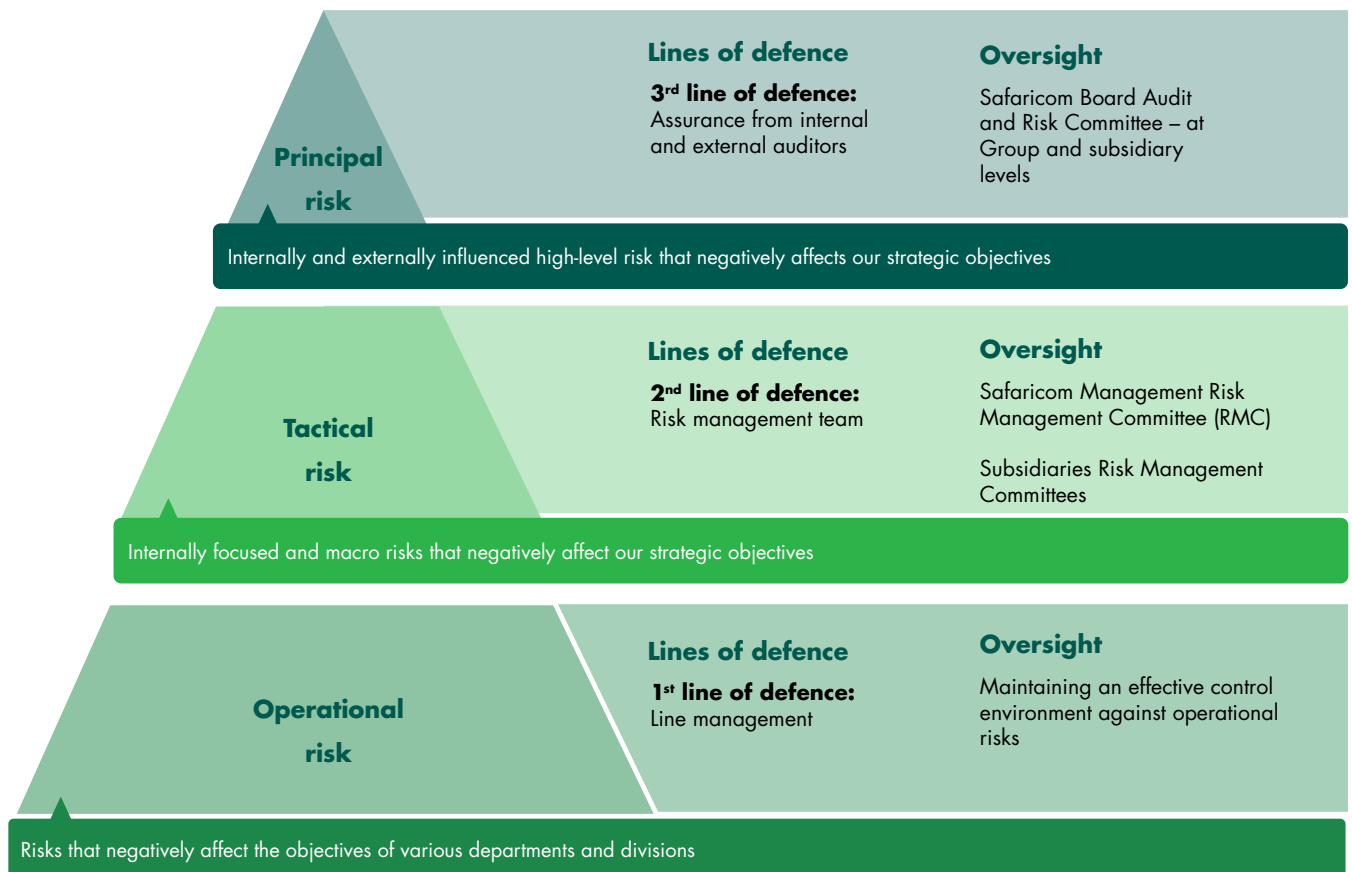 Principal
risk
Lines of defence
3rd line of defence:
Assurance from internal
and external auditors
Oversight
Safaricom Board Audit
and Risk Committee – at
Group and subsidiary
levels
Internally and externally influenced high-level risk that negatively affects our strategic objectives
Tactical
risk
Lines of defence
2nd line of defence:
Risk management team
Oversight
Safaricom Management Risk
Management Committee (RMC)
Subsidiaries Risk Management
Committees
Internally focused and macro risks that negatively affect our strategic objectives
Operational
risk
Lines of defence
1st line of defence:
Line management
Oversight
Maintaining an effective control
environment against operational
risks
Risks that negatively affect the objectives of various departments and divisions